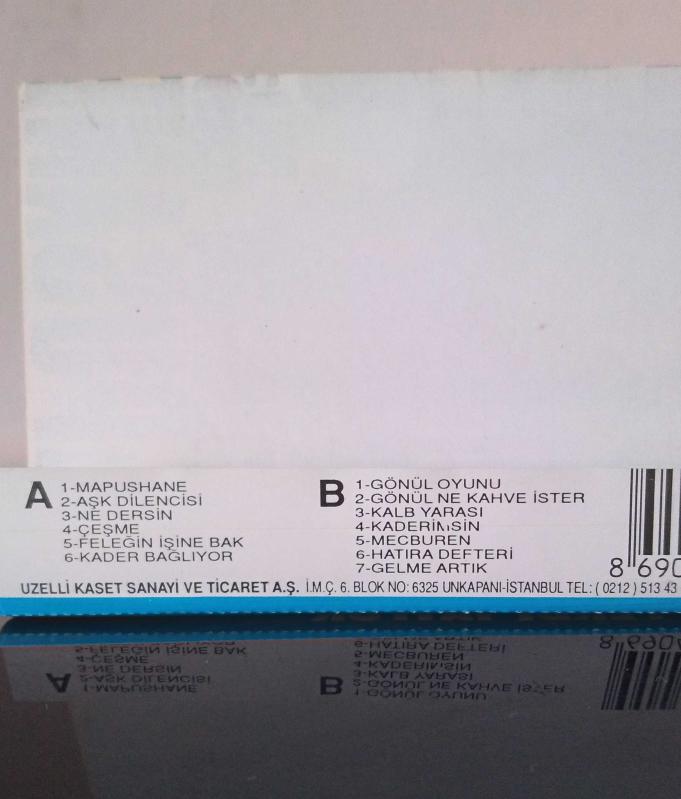 A
1-MAPUSHANE
2-AŞK DİLENCİSİ
3-NE DERSİN
4-ÇEŞME
5-FELEĞİN İŞİNE BAK
6-KADER BAĞLIYOR
B
1-GÖNÜL OYUNU
2-GÖNÜL NE KAHVE İSTER
3-KALB YARASI
4-KADERİMSİN
5-MECBUREN
6-HATIRA DEFTERİ
7-GELME ARTIK
8 690
UZELLİ KASET SANAYİ VE TİCARET A.Ş. İ.M.Ç. 6. BLOK NO: 6325 UNKAPANI-İSTANBUL TEL: ( 0212 ) 513 43